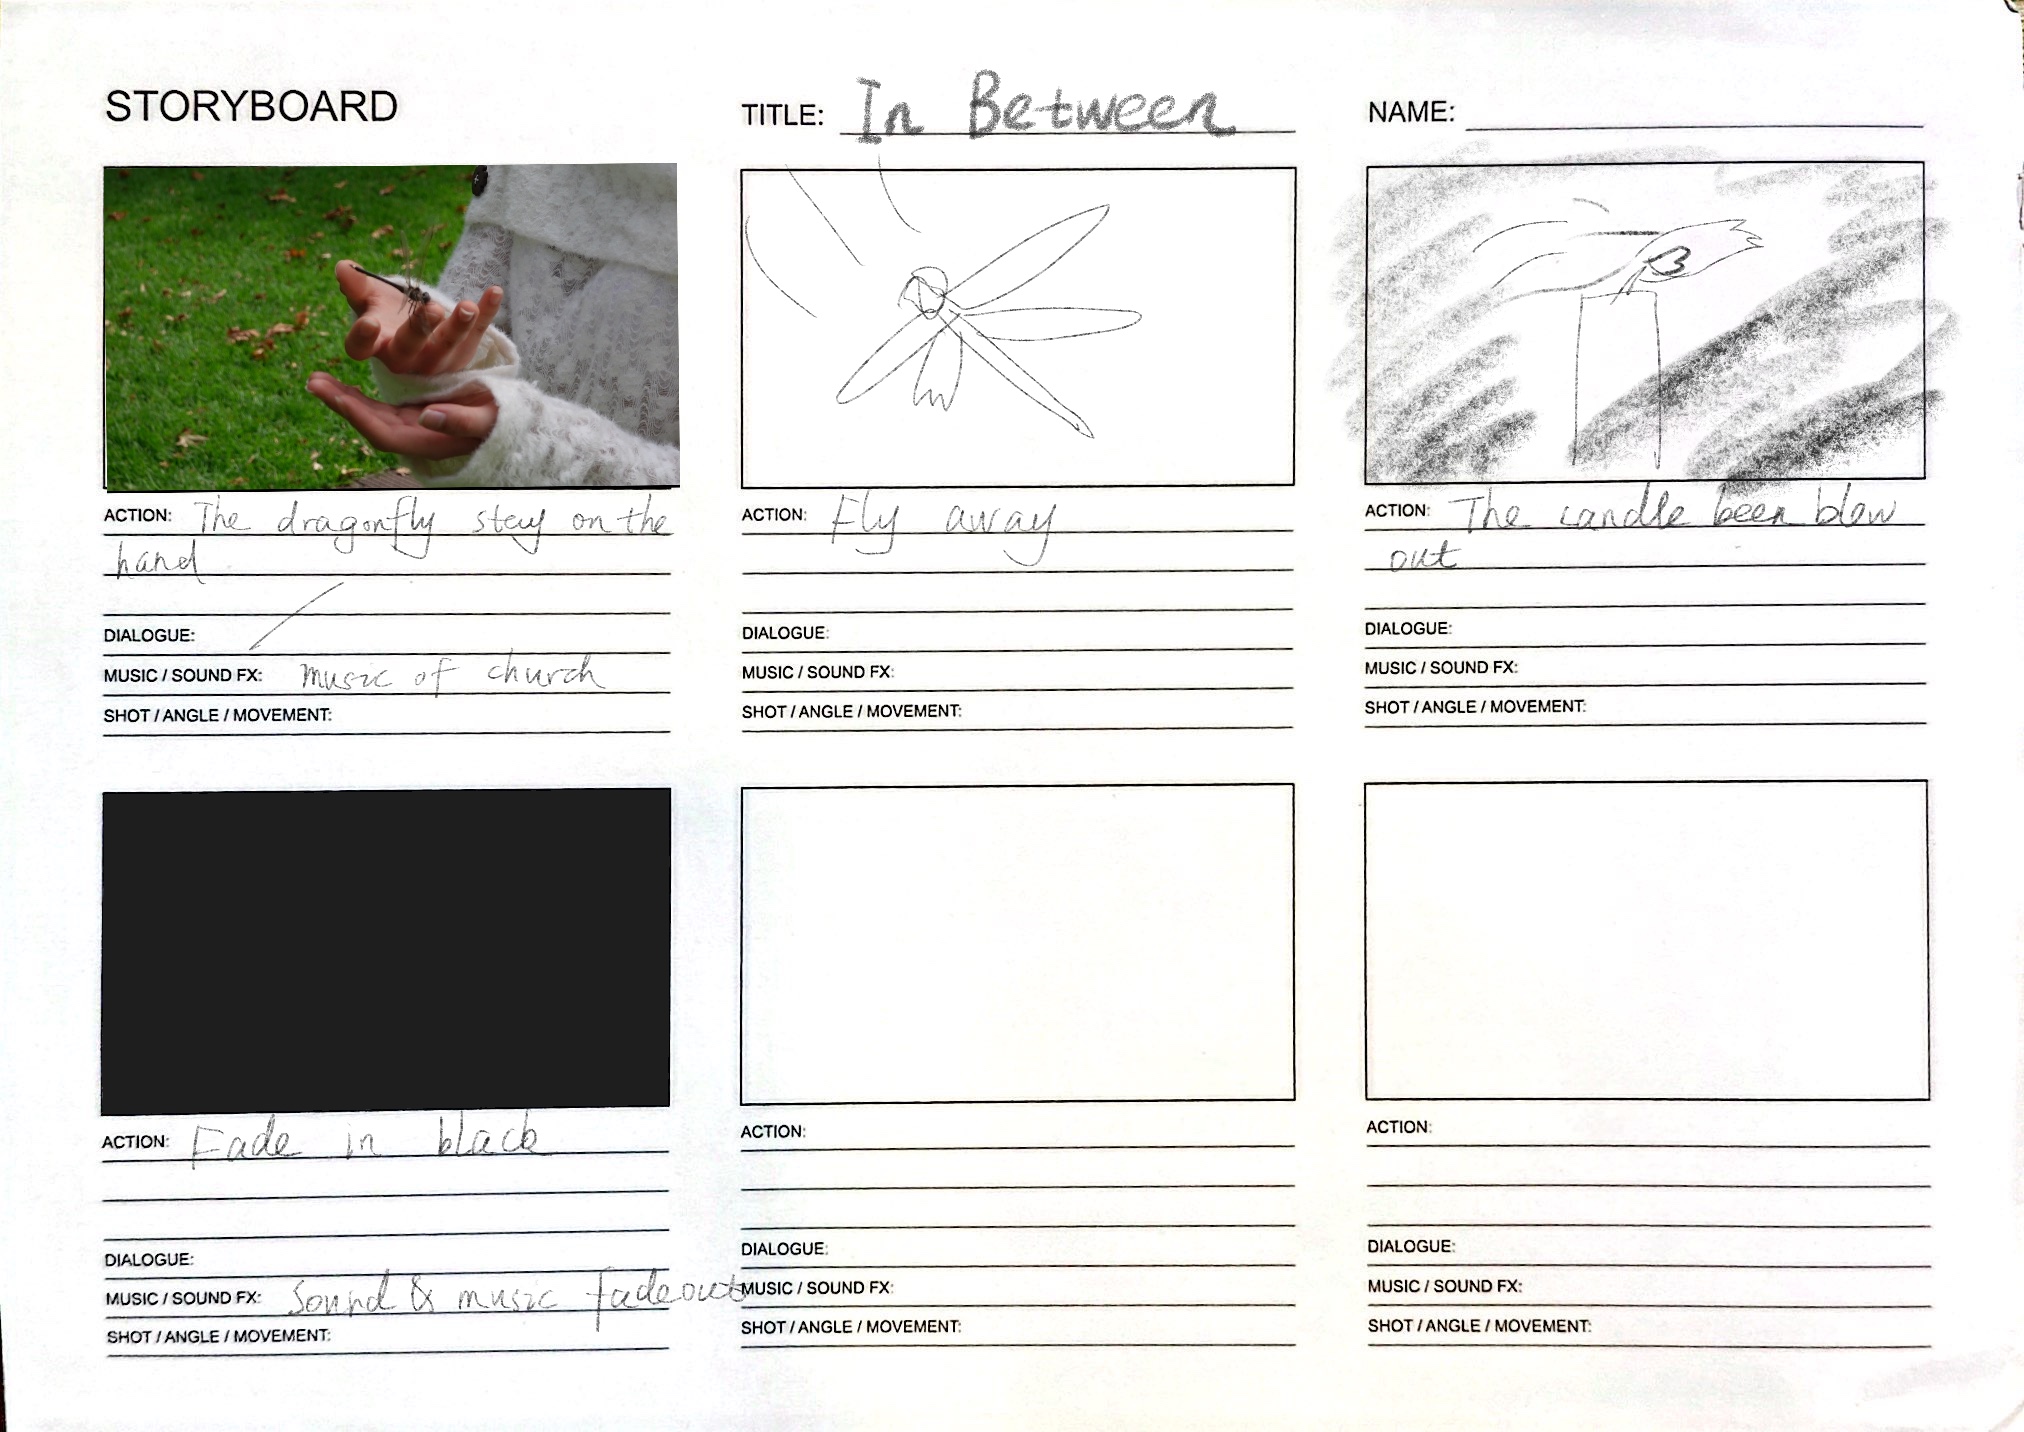 STORYBOARD
TITLE: In Between
NAME:
ACTION: The dragonfly stay on the
hand
DIALOGUE:
MUSIC / SOUND FX: music of church
SHOT / ANGLE / MOVEMENT:
ACTION: Fly away
DIALOGUE:
MUSIC / SOUND FX:
SHOT / ANGLE / MOVEMENT:
ACTION: The candle been blow
out
DIALOGUE:
MUSIC / SOUND FX:
SHOT / ANGLE / MOVEMENT:
ACTION: Fade in black
DIALOGUE:
MUSIC / SOUND FX: Sound & music fade out
SHOT / ANGLE / MOVEMENT:
ACTION:
DIALOGUE:
MUSIC / SOUND FX:
SHOT / ANGLE / MOVEMENT:
ACTION:
DIALOGUE:
MUSIC / SOUND FX:
SHOT / ANGLE / MOVEMENT: